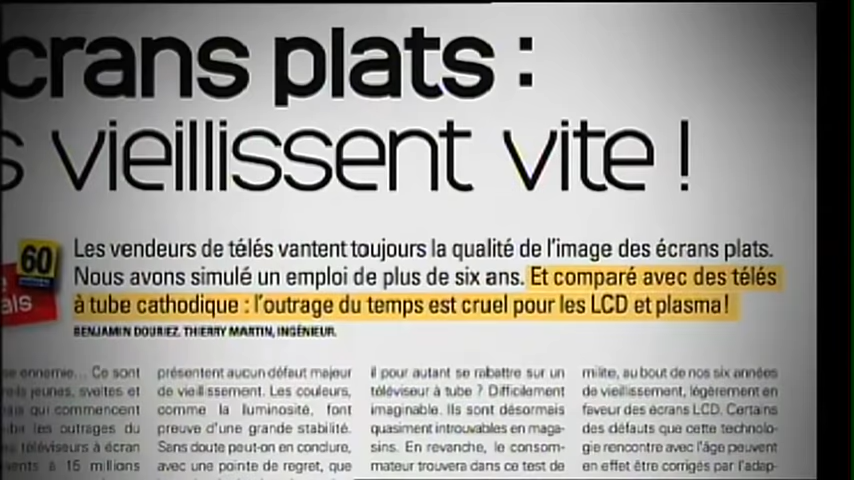 crans plats :
s vieillissent vite !
60
als
Les vendeurs de télés vantent toujours la qualité de l'image des écrans plats.
Nous avons simulé un emploi de plus de six ans. Et comparé avec des télés
à tube cathodique : l'outrage du temps est cruel pour les LCD et plasma !
BENJAMIN DOURIEZ, THIERRY MARTIN, INGÉNIEUR.
ennemie... Ce sont
jeunes, sveltes et
qui commencent
les outrages du
téléviseurs à écran
à 15 millions
présentent aucun défaut majeur
de vieillissement. Les couleurs,
comme la luminosité, font
preuve d'une grande stabilité.
Sans doute peut-on en conclure,
avec une pointe de regret, que
il pour autant se rabattre sur un
téléviseur à tube ? Difficilement
imaginable. Ils sont désormais
quasiment introuvables en maga-
sins. En revanche, le consom-
mateur trouvera dans ce test de
milite, au bout de nos six années
de vieillissement, légèrement en
faveur des écrans LCD. Certains
des défauts que cette technolo-
gie rencontre avec l'âge peuvent
en effet être corrigés par l'adap-